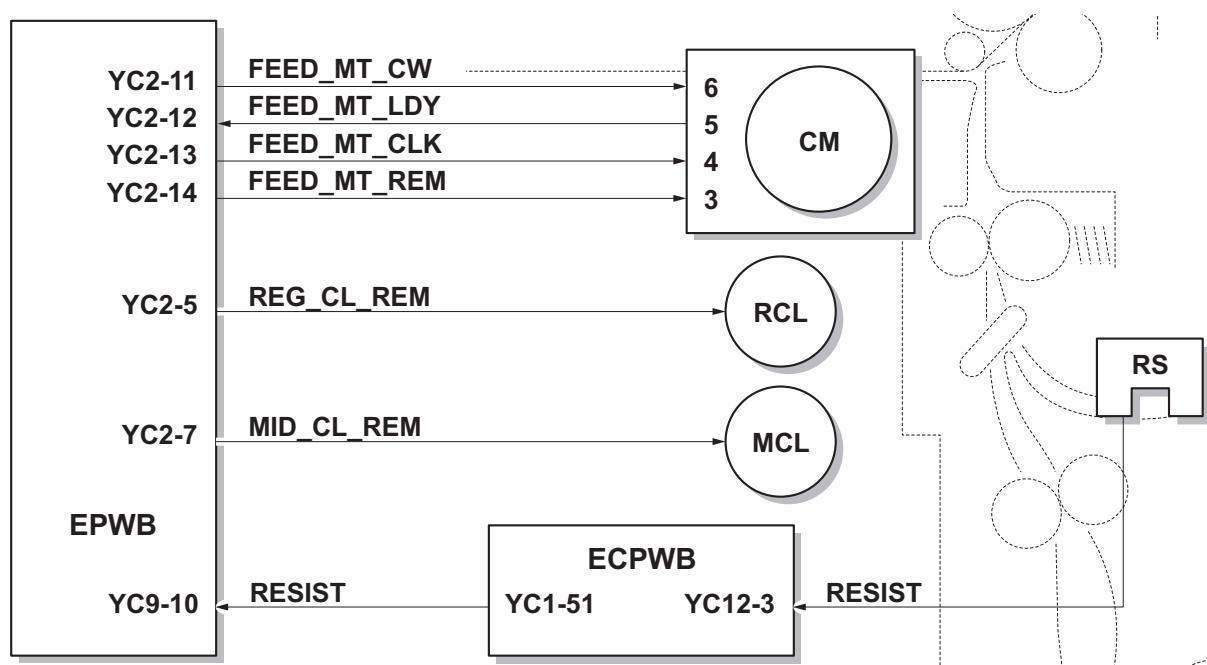 YC2-11 FEED_MT_CW 6
YC2-12 FEED_MT_LDY 5
YC2-13 FEED_MT_CLK 4
YC2-14 FEED_MT_REM 3
CM
YC2-5 REG_CL_REM RCL
RS
YC2-7 MID_CL_REM MCL
EPWB
ECPWB
YC9-10 RESIST YC1-51 YC12-3 RESIST